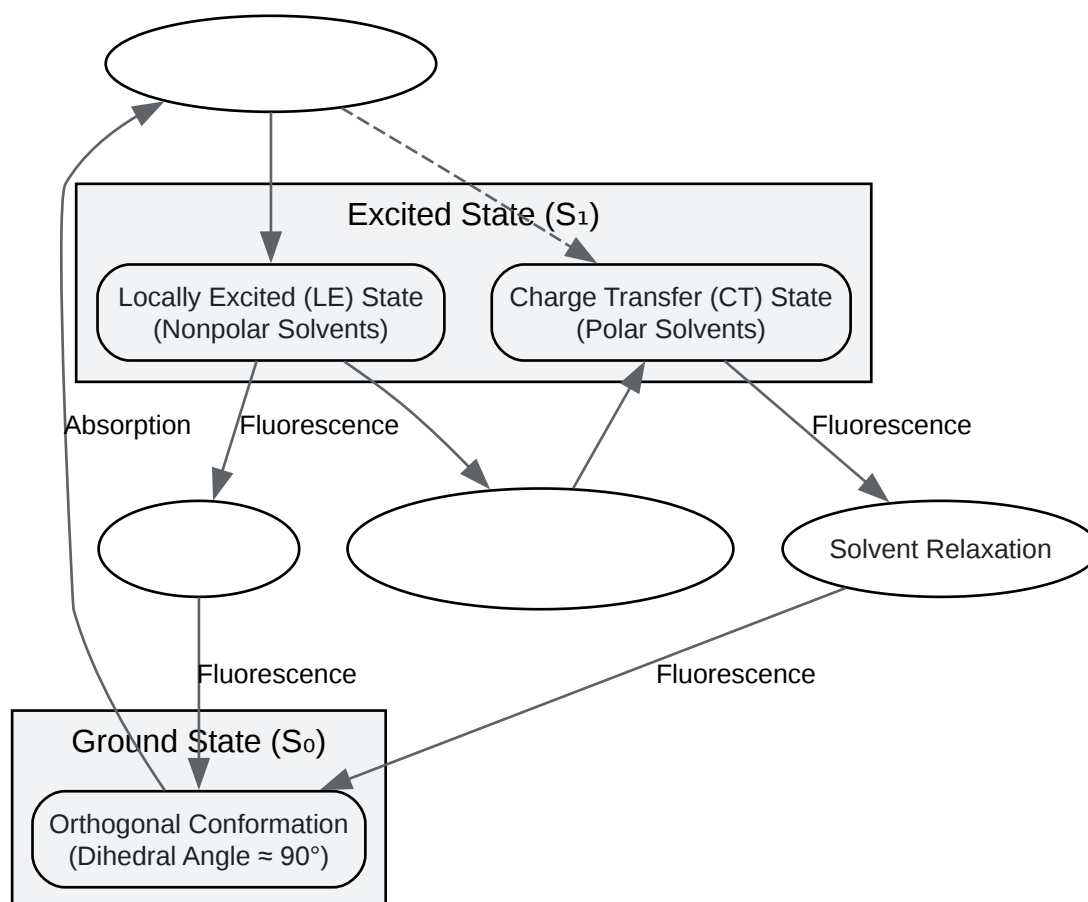 Excited State (S₁)
Locally Excited (LE) State
(Nonpolar Solvents)
Charge Transfer (CT) State
(Polar Solvents)
Absorption
Fluorescence
Fluorescence
Solvent Relaxation
Fluorescence
Fluorescence
Ground State (S₀)
Orthogonal Conformation
(Dihedral Angle ≈ 90°)